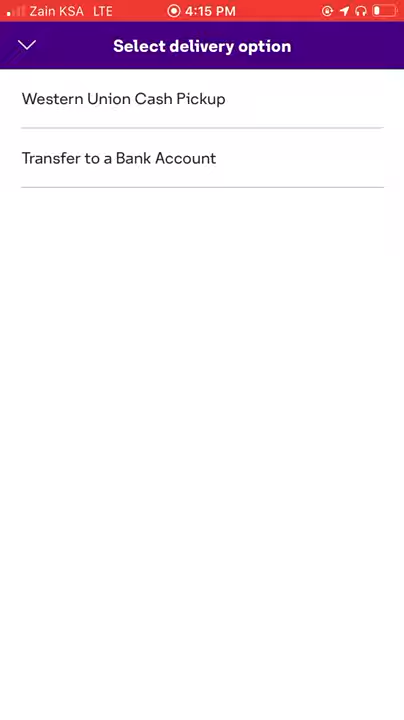 Zain KSA LTE 4:15 PM
Select delivery option
Western Union Cash Pickup
Transfer to a Bank Account